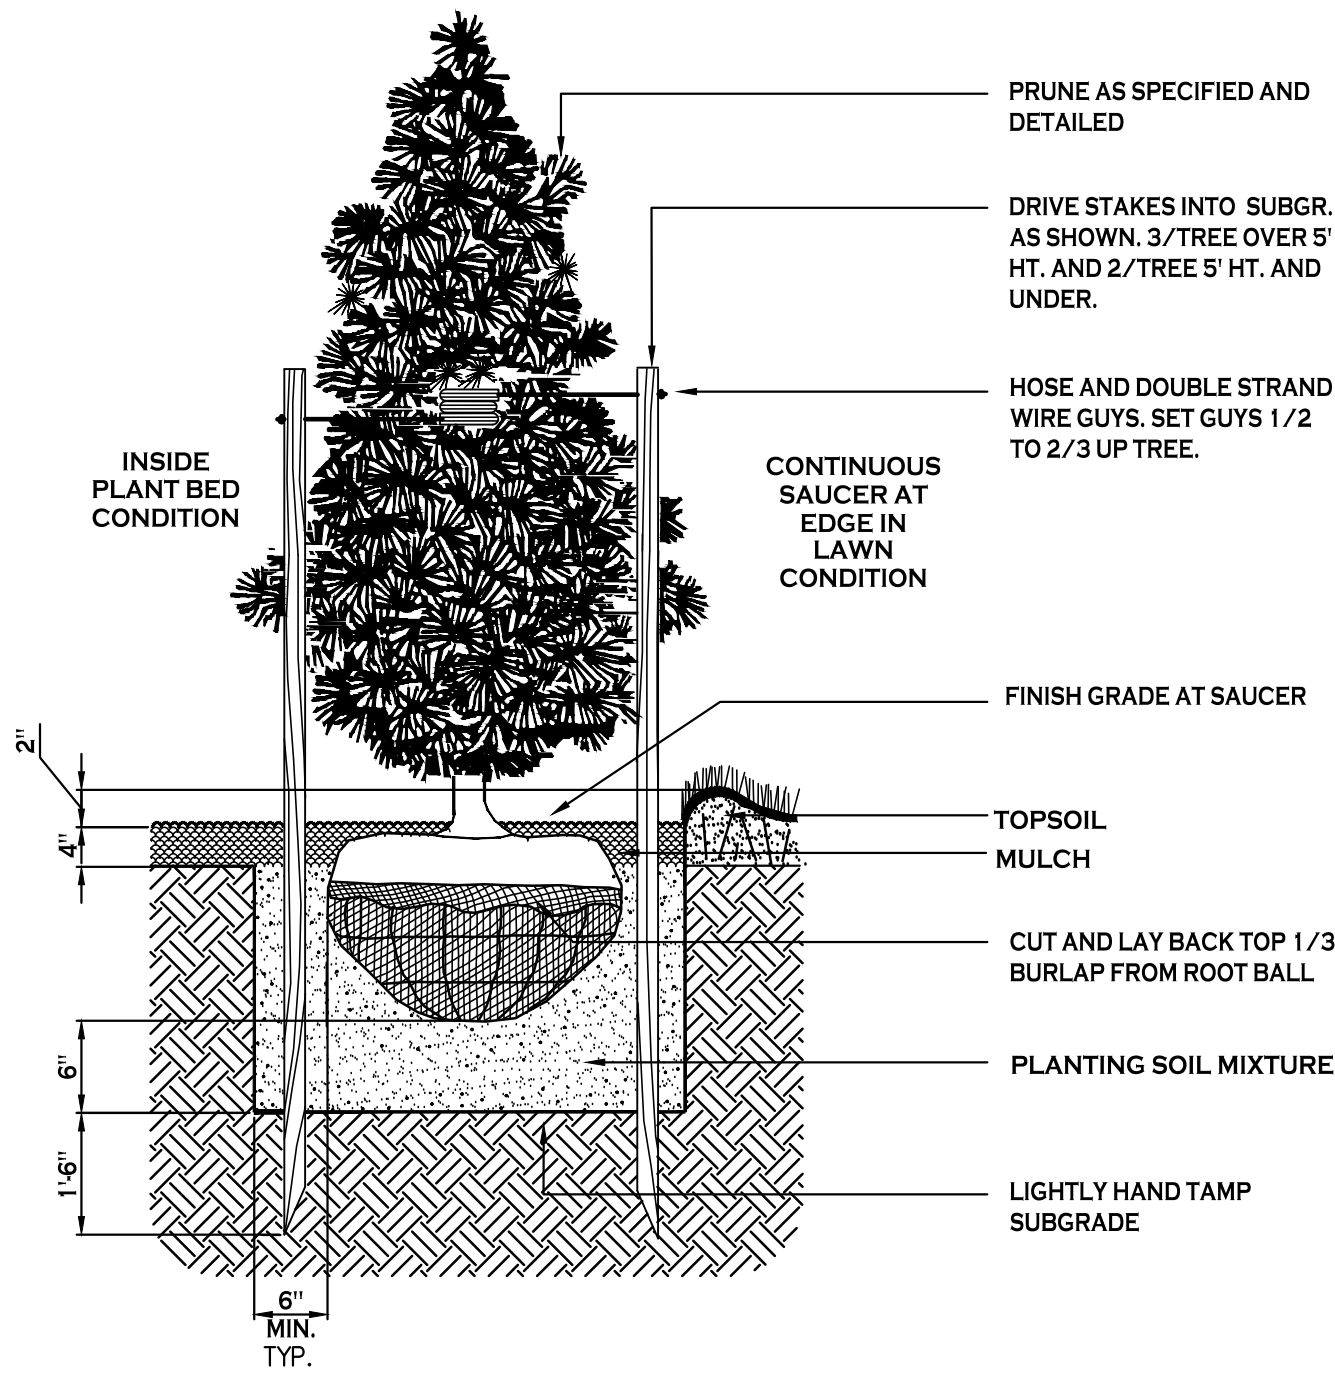 PRUNE AS SPECIFIED AND
DETAILED
DRIVE STAKES INTO SUBGR.
AS SHOWN. 3/TREE OVER 5'
HT. AND 2/TREE 5' HT. AND
UNDER.
HOSE AND DOUBLE STRAND
WIRE GUYS. SET GUYS 1/2
TO 2/3 UP TREE.
INSIDE
PLANT BED
CONDITION
CONTINUOUS
SAUCER AT
EDGE IN
LAWN
CONDITION
FINISH GRADE AT SAUCER
2"
4"
TOPSOIL
MULCH
CUT AND LAY BACK TOP 1/3
BURLAP FROM ROOT BALL
6"
PLANTING SOIL MIXTURE
1'-6"
LIGHTLY HAND TAMP
SUBGRADE
6"
MIN.
TYP.